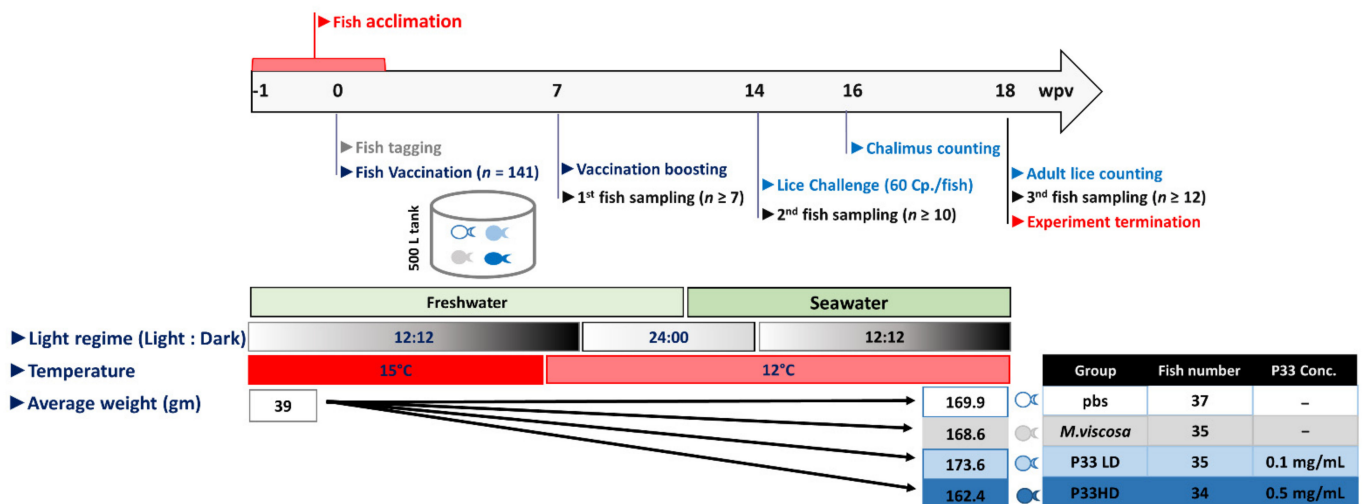 ►Fish acclimation
-1 0 7 14 16 18 wpv
►Fish tagging
►Fish Vaccination (n = 141)
►Vaccination boosting
►1st fish sampling (n ≥ 7)
►Lice Challenge (60 Cp./fish)
►2nd fish sampling (n ≥ 10)
►Chalimus counting
►Adult lice counting
►3rd fish sampling (n ≥ 12)
►Experiment termination
500 L tank
Freshwater Seawater
►Light regime (Light : Dark) 12:12 24:00 12:12
►Temperature 15°C 12°C
►Average weight (gm) 39
Group Fish number P33 Conc.
169.9 pbs 37 –
168.6 M.viscosa 35 –
173.6 P33 LD 35 0.1 mg/mL
162.4 P33HD 34 0.5 mg/mL